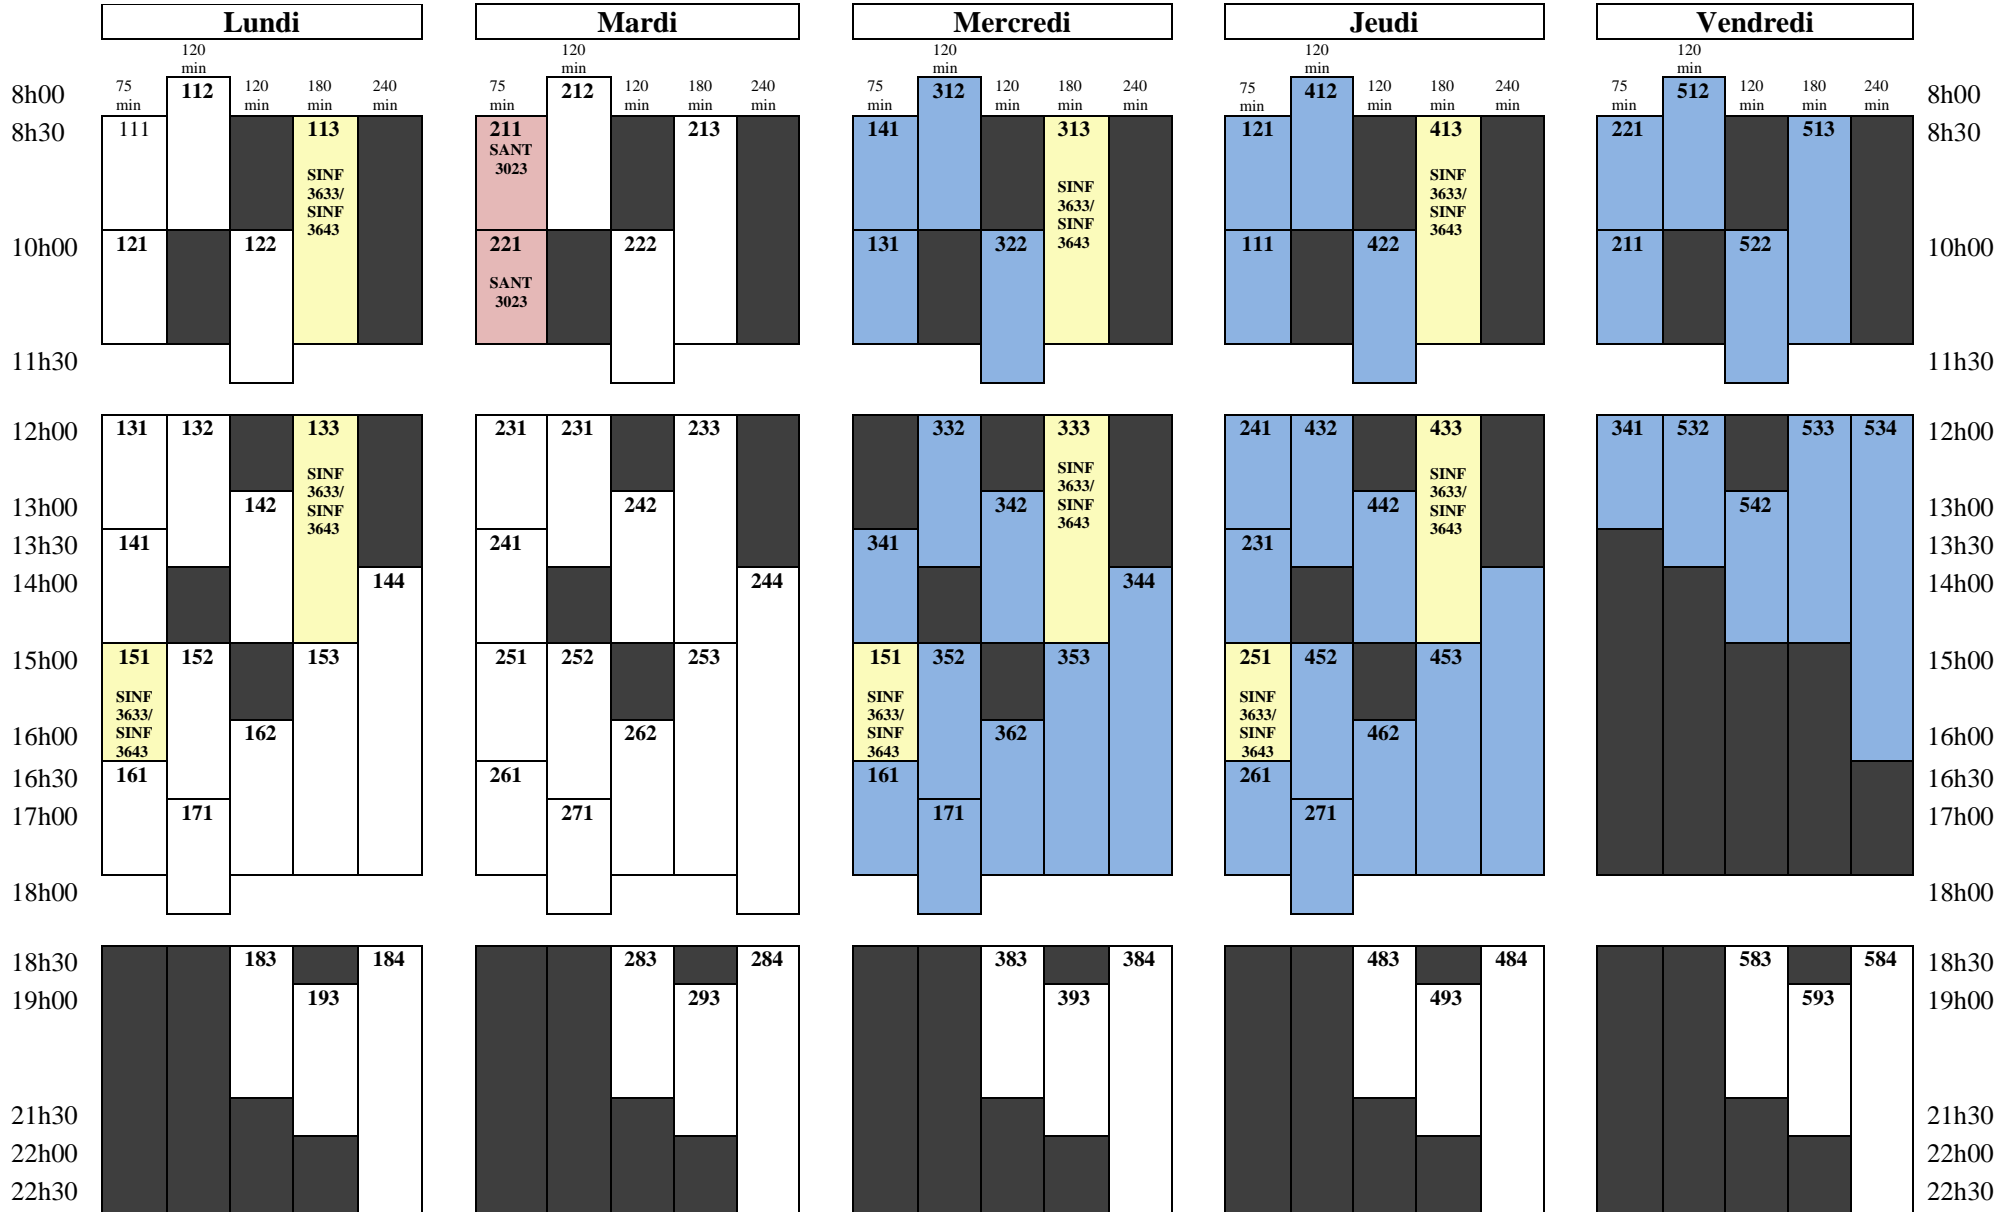 Lundi Mardi Mercredi Jeudi Vendredi
120 120 120 120 120
min min min min min
8h00 75 112 120 180 240 75 212 120 180 240 75 312 120 180 240 75 412 120 180 240 75 512 120 180 240 8h00
min min min min min min min min min min min min min min min min min min min min
8h30 111 113 211 213 141 313 121 413 221 513 8h30
SANT
3023
SINF SINF SINF
3633/ 3633/ 3633/
SINF SINF SINF
3643 3643 3643
10h00 121 122 221 222 131 322 111 422 211 522 10h00
SANT
3023
11h30 11h30
12h00 131 132 133 231 231 233 332 333 241 432 433 341 532 533 534 12h00
SINF SINF SINF
3633/ 3633/ 3633/
SINF SINF SINF
3643 3643 3643
13h00 142 242 342 442 542 13h00
13h30 141 241 341 231 13h30
14h00 144 244 344 14h00
15h00 151 152 153 251 252 253 151 352 353 251 452 453 15h00
SINF SINF SINF
3633/ 3633/ 3633/
SINF SINF SINF
3643 3643 3643
16h00 162 262 362 462 16h00
16h30 161 261 161 261 16h30
17h00 171 271 171 271 17h00
18h00 18h00
18h30 183 184 283 284 383 384 483 484 583 584 18h30
19h00 193 293 393 493 593 19h00
21h30 21h30
22h00 22h00
22h30 22h30